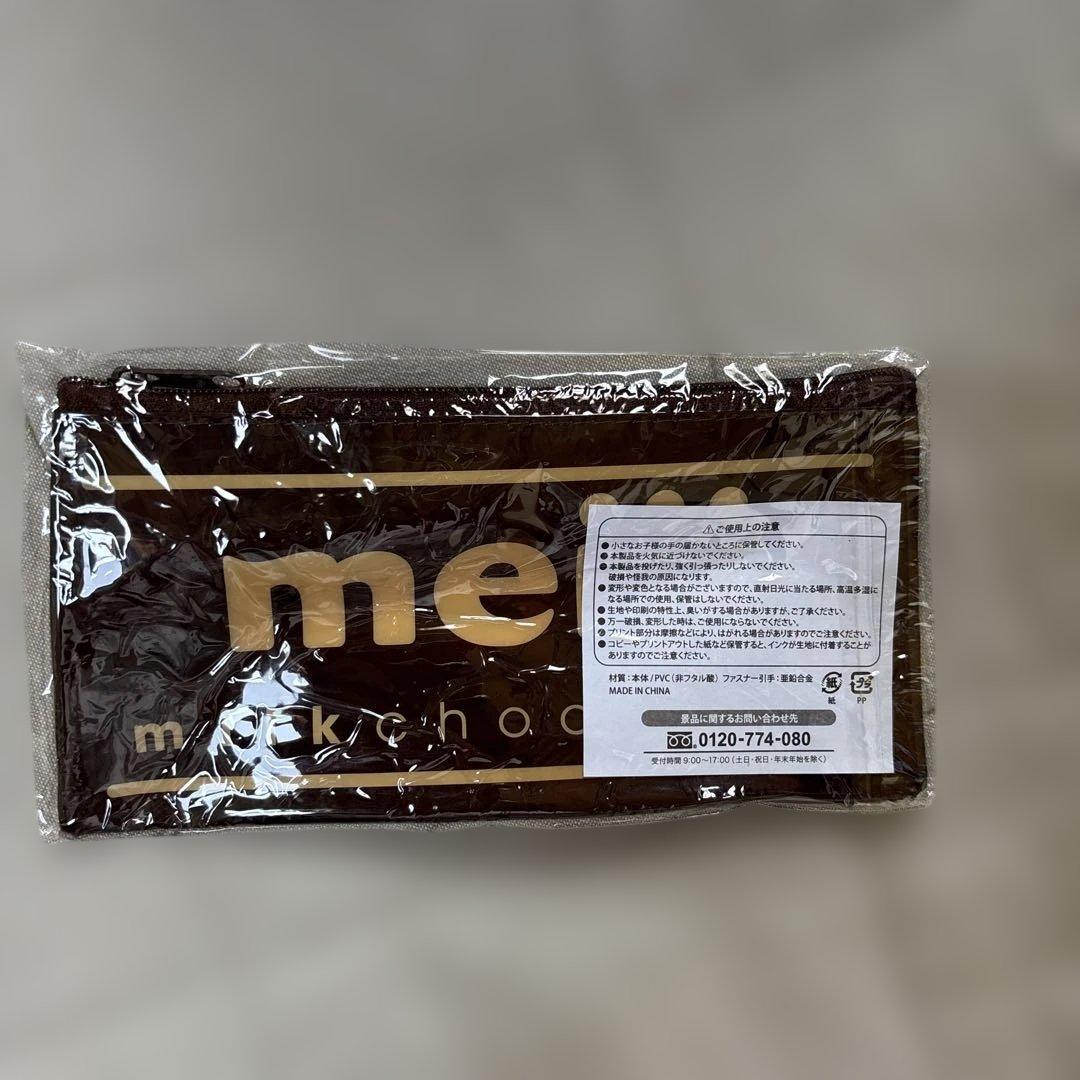 mei
milk choc
⚠ご使用上の注意
●小さなお子様の手の届かないところに保管してください。
●本製品を火気に近づけないでください。
●本製品を投げたり、強く引っ張ったりしないでください。
破損や怪我の原因になります。
●変形や変色となる場合がございますので、直射日光に当たる場所、高温多湿に
なる場所での使用、保管はしないでください。
●生地や印刷の特性上、臭いがする場合がありますが、ご了承ください。
●万一破損、変形した時は、ご使用にならないでください。
●プリント部分は摩擦などにより、はがれる場合がありますのでご注意ください。
●コピーやプリントアウトした紙など保管すると、インクが生地に付着することが
ありますのでご注意ください。
材質：本体/PVC（非フタル酸） ファスナー引手：亜鉛合金
MADE IN CHINA
紙
紙
プラ
PP
景品に関するお問い合わせ先
0120-774-080
受付時間 9:00〜17:00（土日・祝日・年末年始を除く）